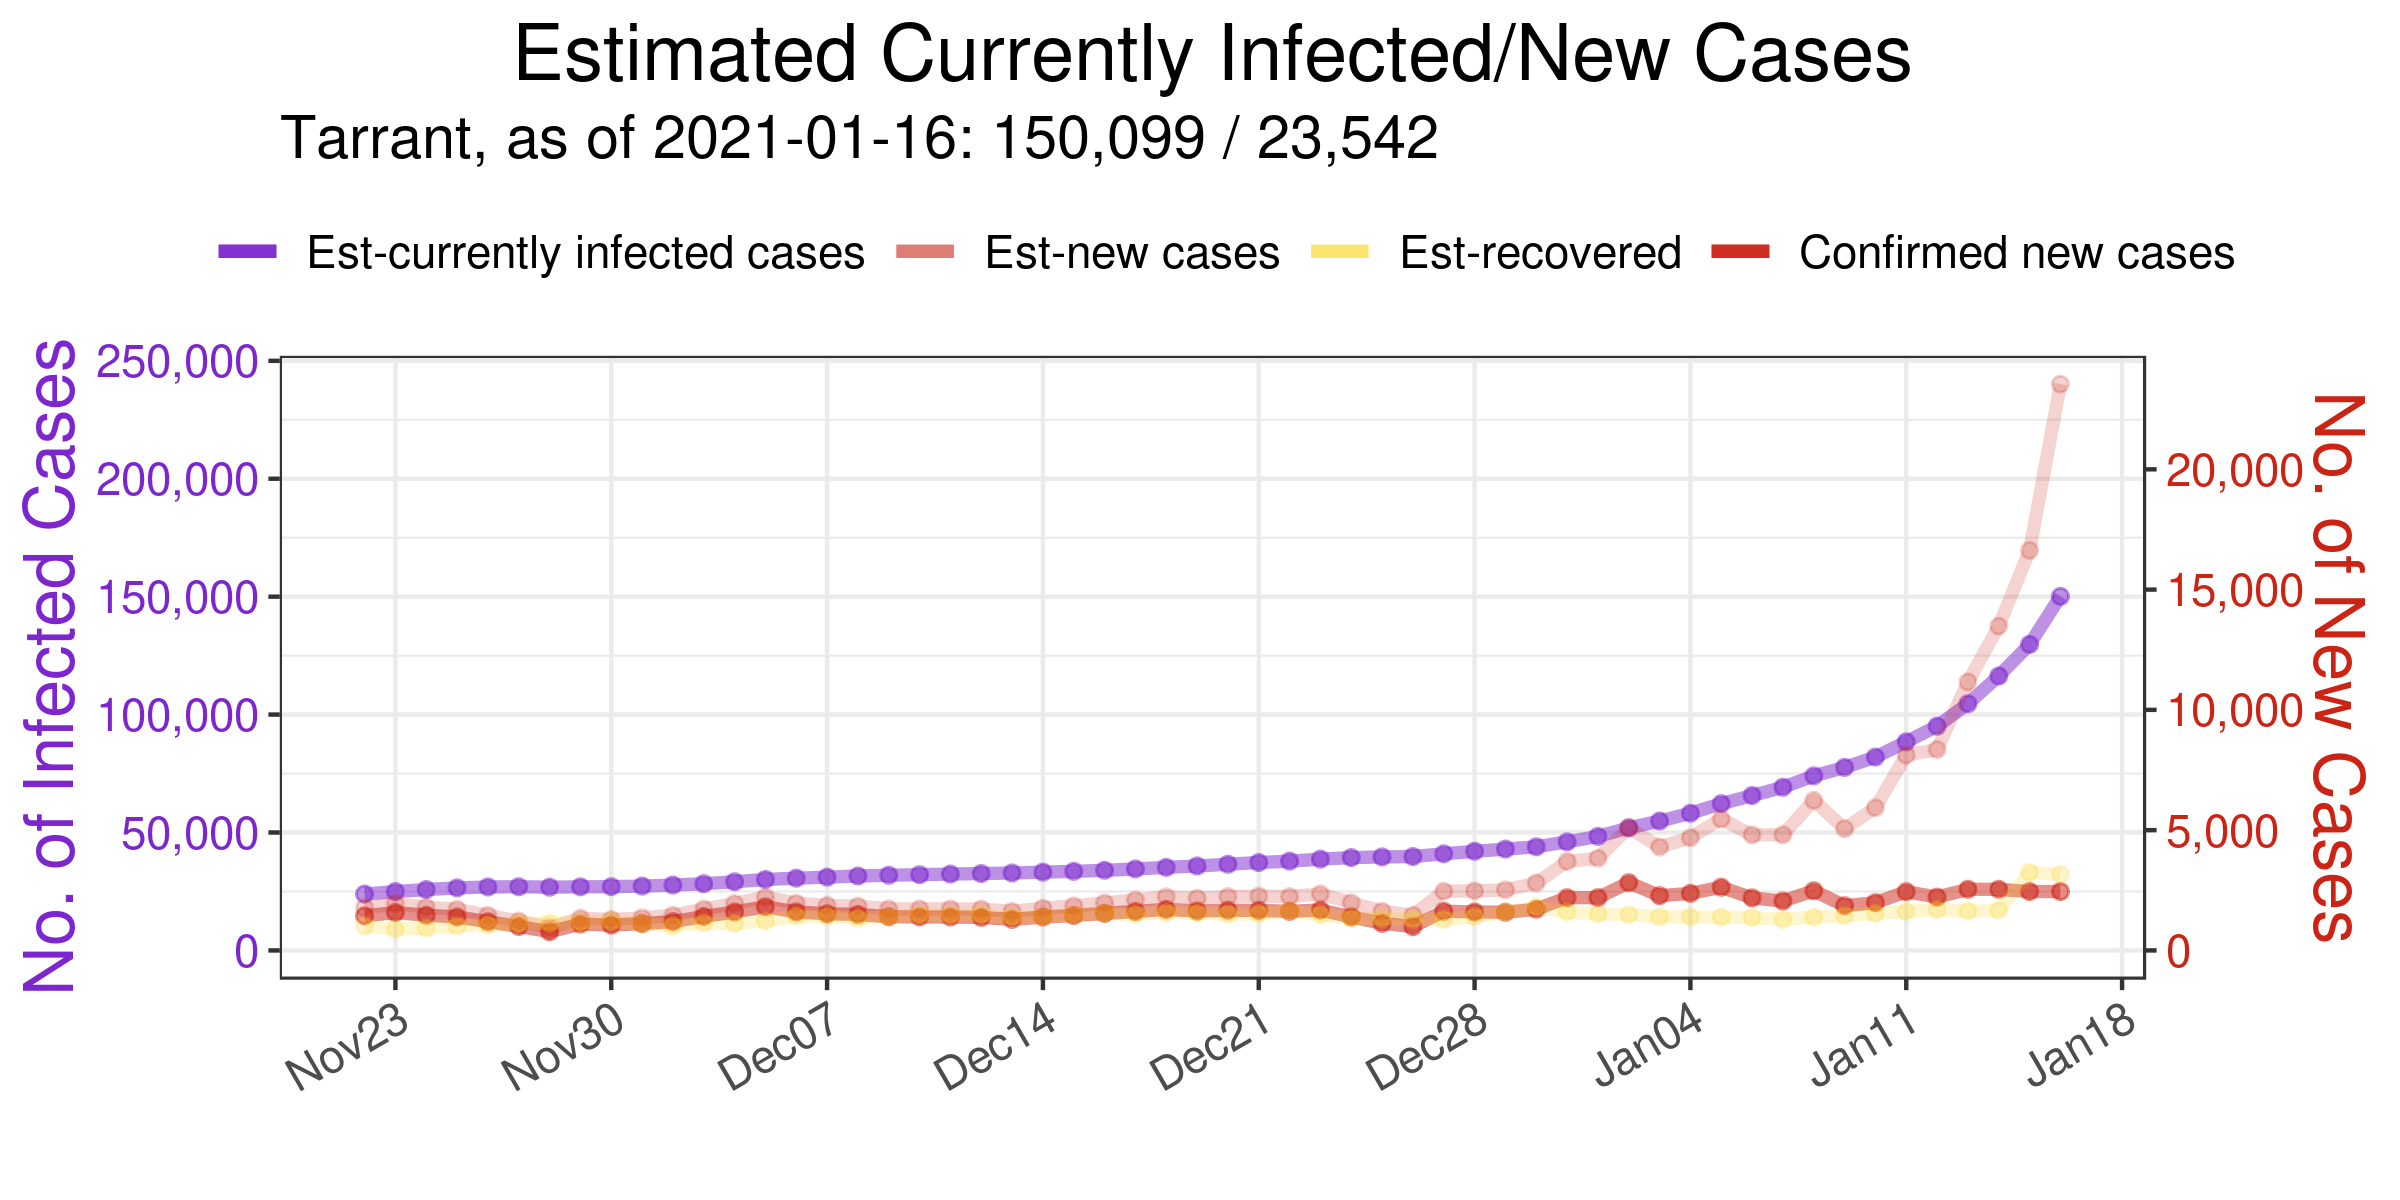 Estimated Currently Infected/New Cases
Tarrant, as of 2021-01-16: 150,099 / 23,542
Est-currently infected cases Est-new cases Est-recovered Confirmed new cases
No. of Infected Cases
250,000
200,000
150,000
100,000
50,000
0
20,000
15,000
10,000
5,000
0
No. of New Cases
Nov23 Nov30 Dec07 Dec14 Dec21 Dec28 Jan04 Jan11 Jan18